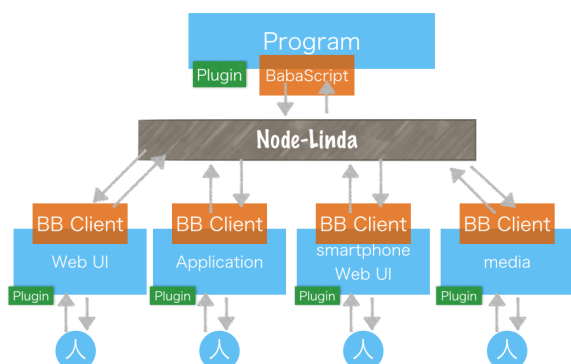 Program
Plugin
BabaScript
Node-Linda
BB Client
BB Client
BB Client
BB Client
Web UI
Application
smartphone
Web UI
media
Plugin
Plugin
Plugin
Plugin
人
人
人
人